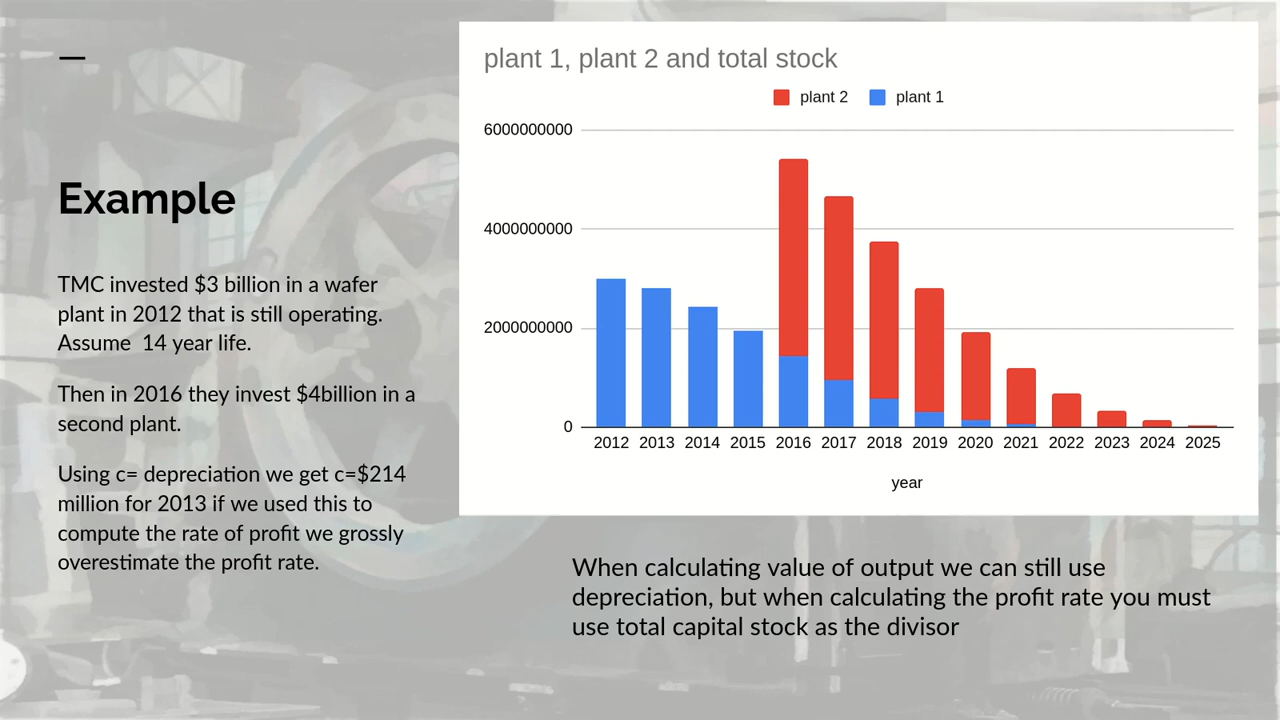 Example
TMC invested $3 billion in a wafer
plant in 2012 that is still operating.
Assume  14 year life.
Then in 2016 they invest $4billion in a
second plant.
Using c= depreciation we get c=$214
million for 2013 if we used this to
compute the rate of profit we grossly
overestimate the profit rate.
plant 1, plant 2 and total stock
plant 2 plant 1
6000000000
4000000000
2000000000
0
2012 2013 2014 2015 2016 2017 2018 2019 2020 2021 2022 2023 2024 2025
year
When calculating value of output we can still use
depreciation, but when calculating the profit rate you must
use total capital stock as the divisor